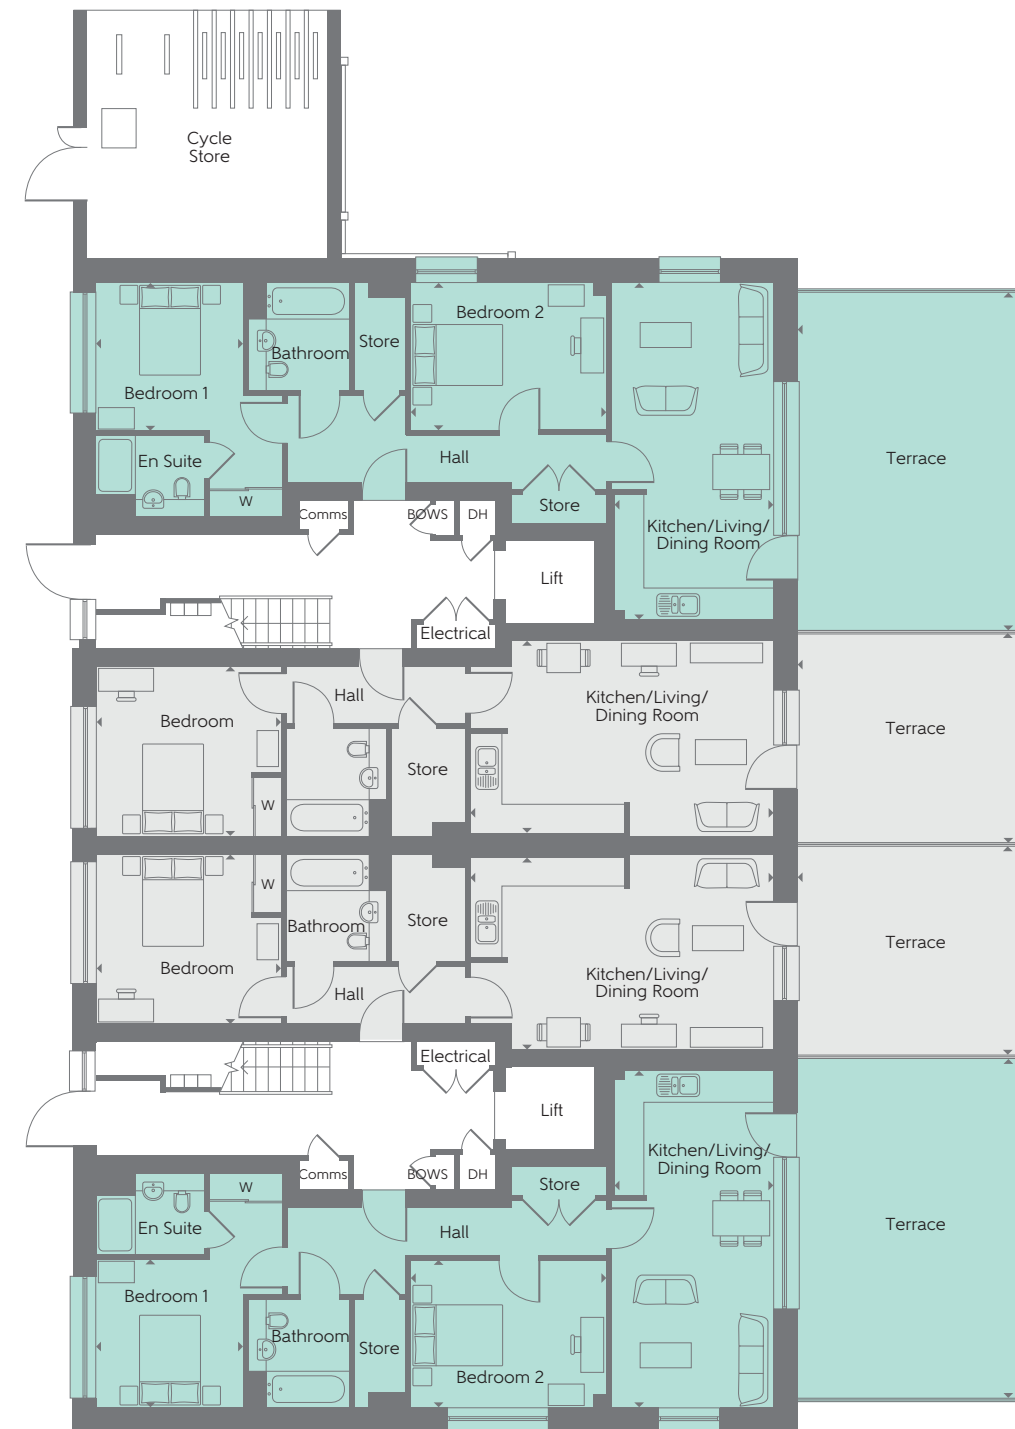 Cycle
Store
Bedroom 2
Store
Bathroom
Bedroom 1
Hall
En Suite
Terrace
W
Store
Comms
BOWS
DH
Kitchen/Living/
Dining Room
Lift
Electrical
Hall
Bedroom
Kitchen/Living/
Dining Room
Terrace
Store
W
W
Bathroom
Store
Terrace
Bedroom
Kitchen/Living/
Dining Room
Hall
Electrical
Lift
Kitchen/Living/
Dining Room
Comms
BOWS
DH
W
Store
En Suite
Hall
Terrace
Bedroom 1
Bathroom
Store
Bedroom 2